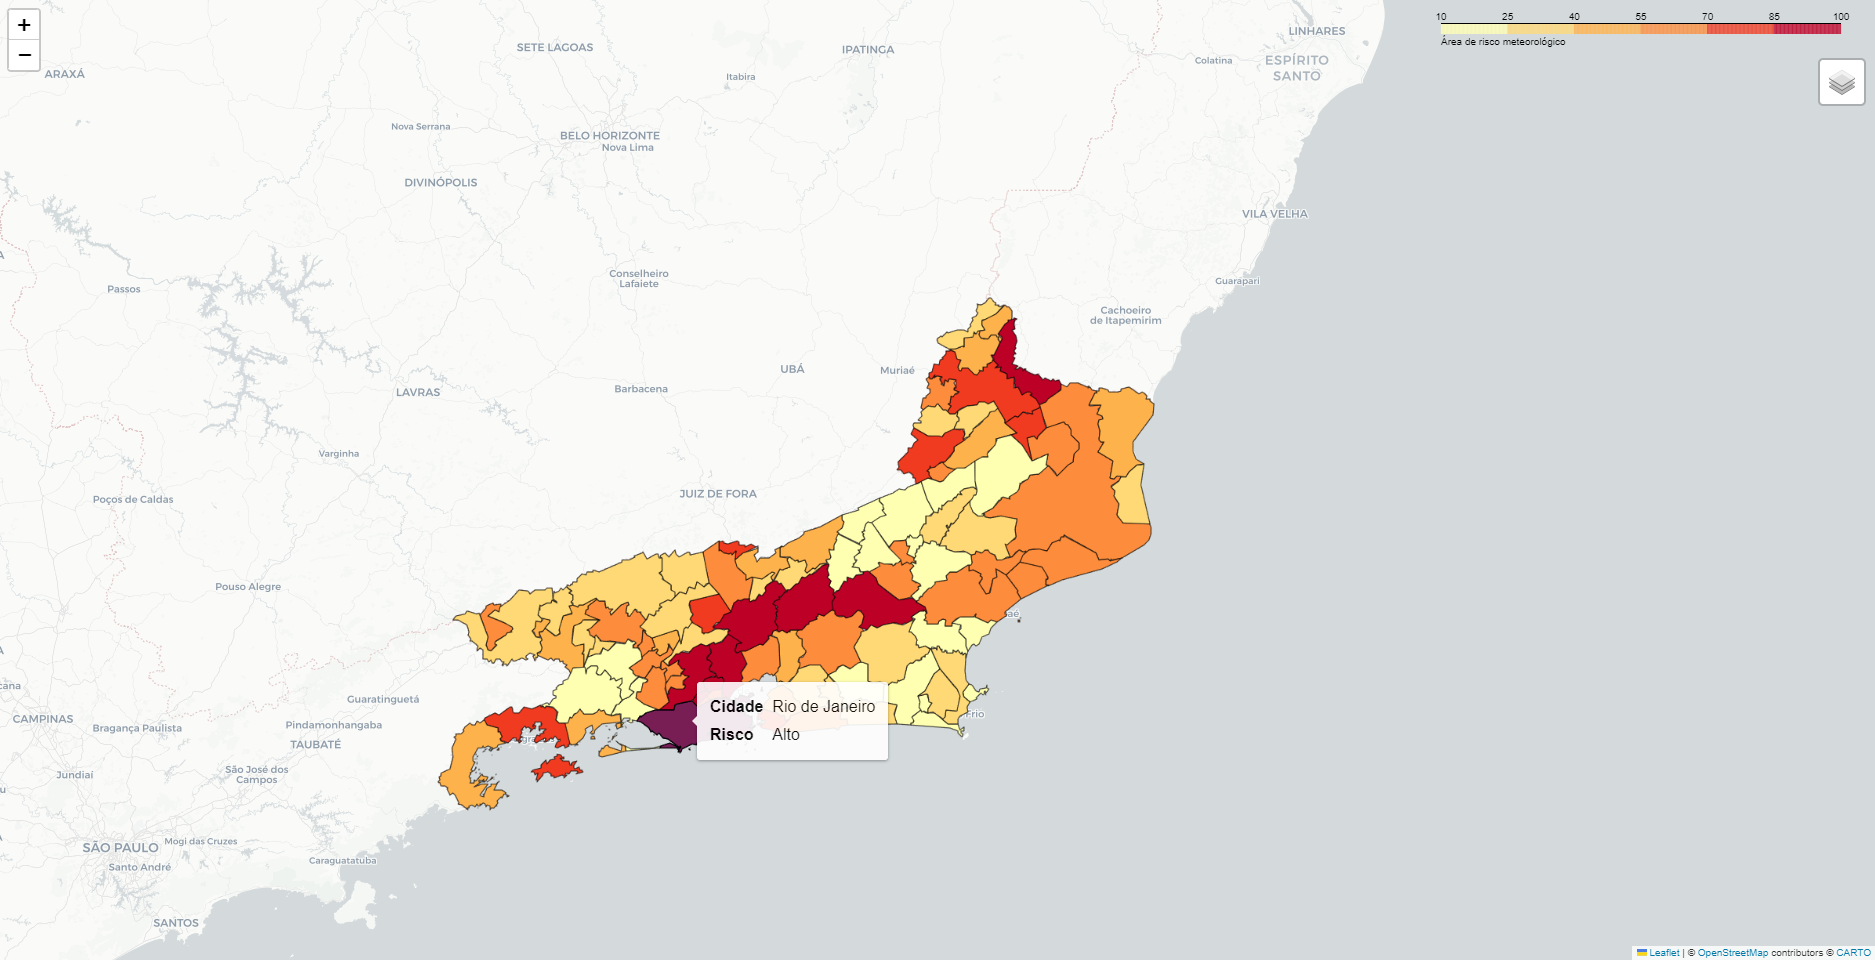 +
−
10 25 40 55 70 85 100
Área de risco meteorológico
LINHARES
SETE LAGOAS
IPATINGA
Colatina
ESPÍRITO
SANTO
ARAXÁ
Itabira
Nova Serrana
BELO HORIZONTE
Nova Lima
DIVINÓPOLIS
VILA VELHA
Conselheiro
Lafaiete
Guarapari
Passos
Cachoeiro
de Itapemirim
UBÁ
Muriaé
LAVRAS
Barbacena
Varginha
Poços de Caldas
JUIZ DE FORA
Pouso Alegre
aé
Guaratinguetá
CAMPINAS
Bragança Paulista
Pindamonhangaba
TAUBATÉ
Cidade Rio de Janeiro
Risco Alto
Frio
Jundiaí
São José dos
Campos
SÃO PAULO
Mogi das Cruzes
Santo André
Caraguatatuba
SANTOS
Leaflet | © OpenStreetMap contributors © CARTO